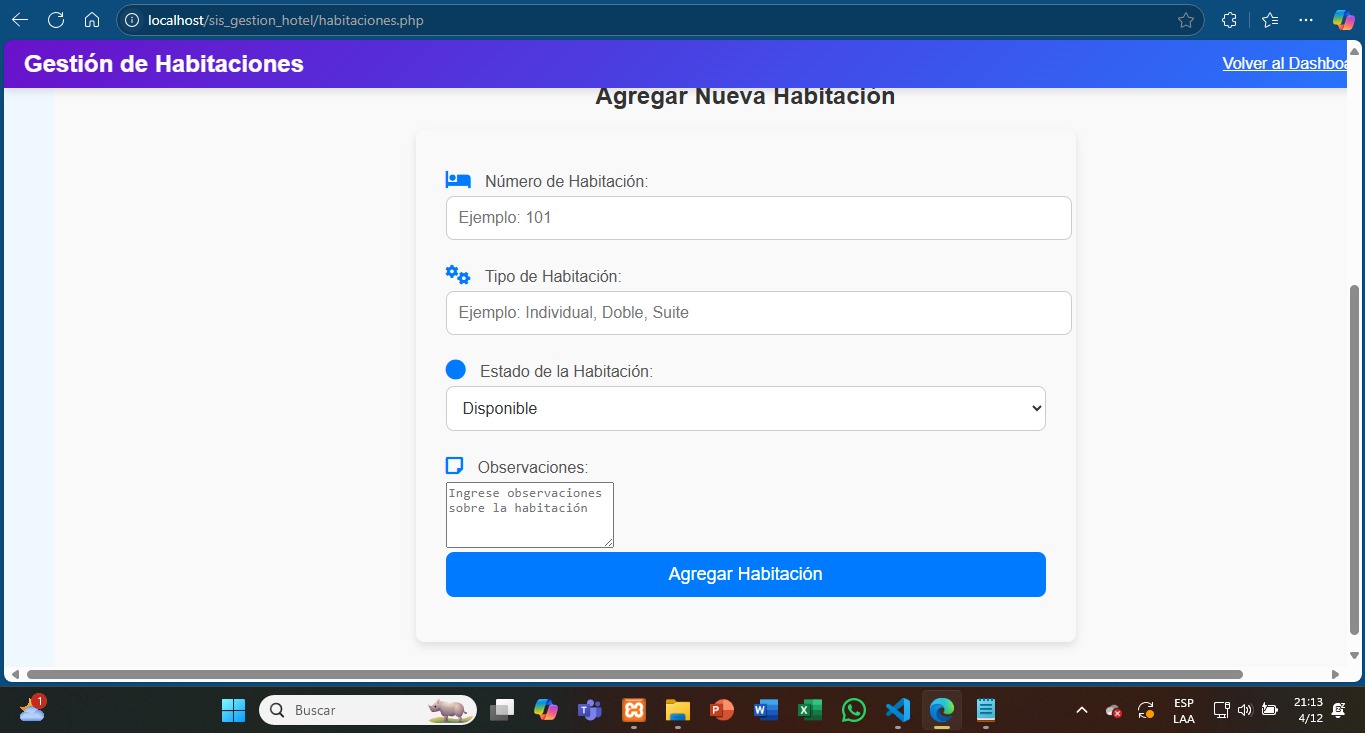 localhost/sis_gestion_hotel/habitaciones.php
Gestión de Habitaciones
Volver al Dashboa
Agregar Nueva Habitación
Número de Habitación:
Ejemplo: 101
Tipo de Habitación:
Ejemplo: Individual, Doble, Suite
Estado de la Habitación:
Disponible
Observaciones:
Ingrese observaciones
sobre la habitación
Agregar Habitación
1
Buscar
ESP
LAA
21:13
4/12